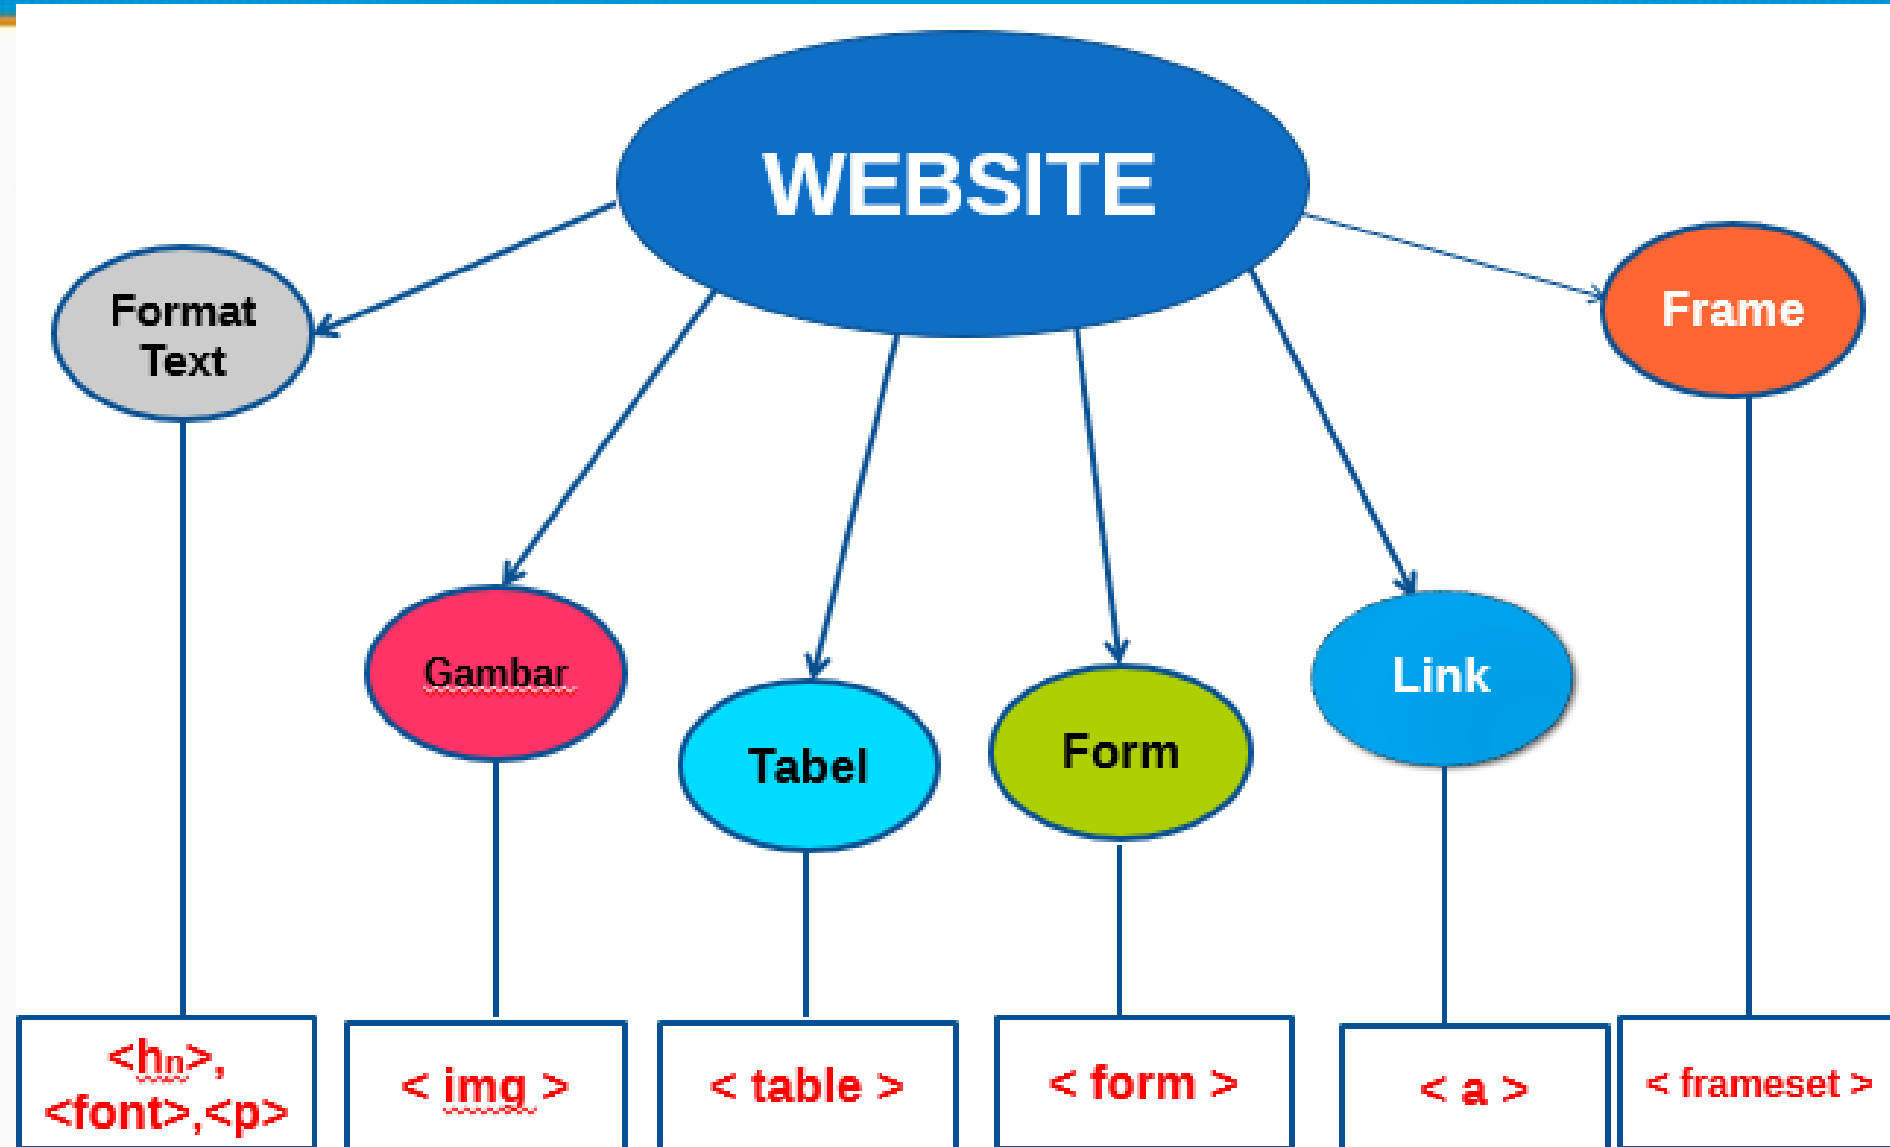 WEBSITE
Format
Text
Frame
Gambar
Tabel
Form
Link
<hn>,
<font>,<p>
< img >
< table >
< form >
< a >
< frameset >